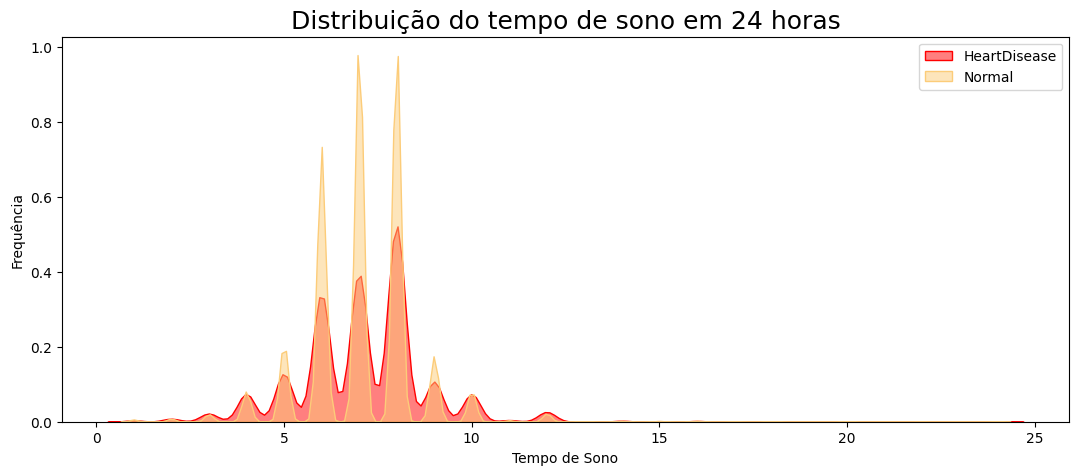 Distribuição do tempo de sono em 24 horas
HeartDisease
Normal
Frequência
1.0
0.8
0.6
0.4
0.2
0.0
0
5
10
15
20
25
Tempo de Sono